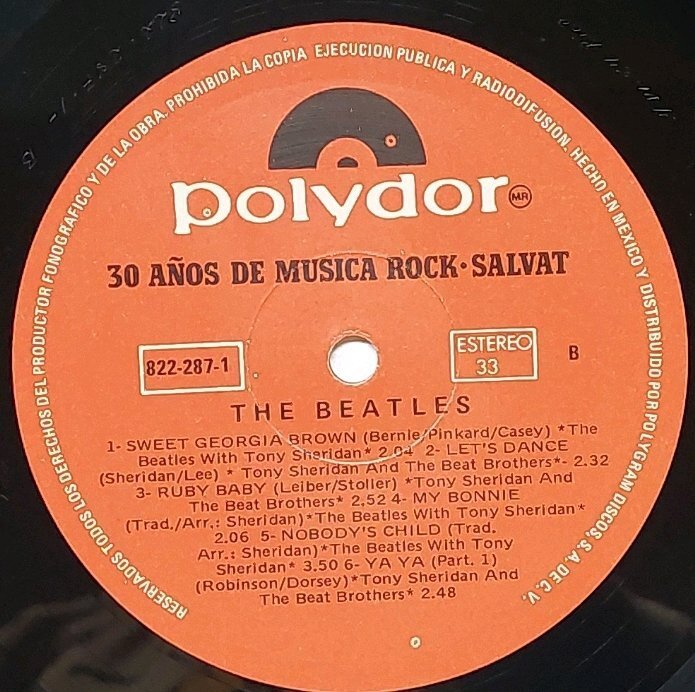 RESERVADOS TODOS LOS DERECHOS DEL PRODUCTOR FONOGRAFICO Y DE LA OBRA. PROHIBIDA LA COPIA EJECUCION PUBLICA Y RADIODIFUSION. HECHO EN MEXICO Y DISTRIBUIDO POR POLYGRAM DISCOS, S.A. DE C.V.
polydor MR
30 AÑOS DE MUSICA ROCK·SALVAT
822-287-1
ESTEREO
33
B
THE BEATLES
1- SWEET GEORGIA BROWN (Bernie/Pinkard/Casey) *The
Beatles With Tony Sheridan* 2.04 2- LET'S DANCE
(Sheridan/Lee) * Tony Sheridan And The Beat Brothers*- 2.32
3- RUBY BABY (Leiber/Stoller) *Tony Sheridan And
The Beat Brothers* 2.52 4- MY BONNIE
(Trad./Arr.: Sheridan)*The Beatles With Tony Sheridan*
2.06 5- NOBODY'S CHILD (Trad.
Arr.: Sheridan)*The Beatles With Tony
Sheridan* 3.50 6- YA YA (Part. 1)
(Robinson/Dorsey)*Tony Sheridan And
The Beat Brothers* 2.48